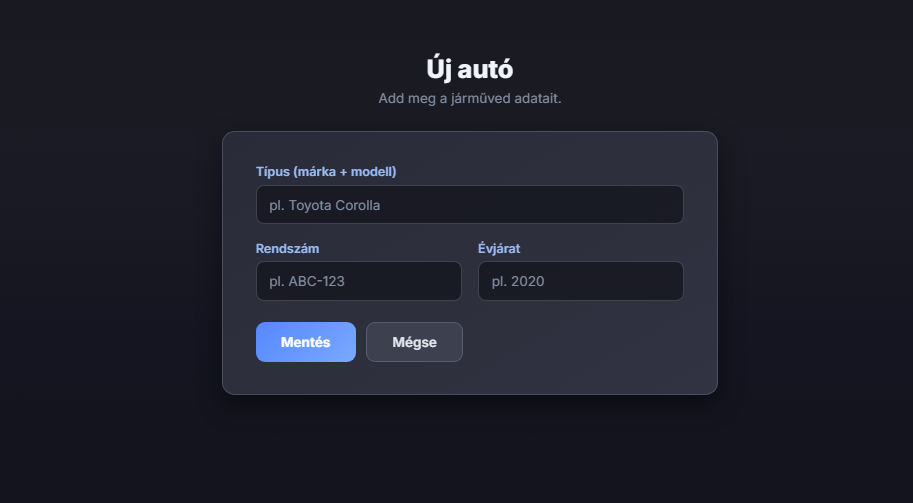 Új autó
Add meg a járműved adatait.
Típus (márka + modell)
pl. Toyota Corolla
Rendszám Évjárat
pl. ABC-123 pl. 2020
Mentés Mégse